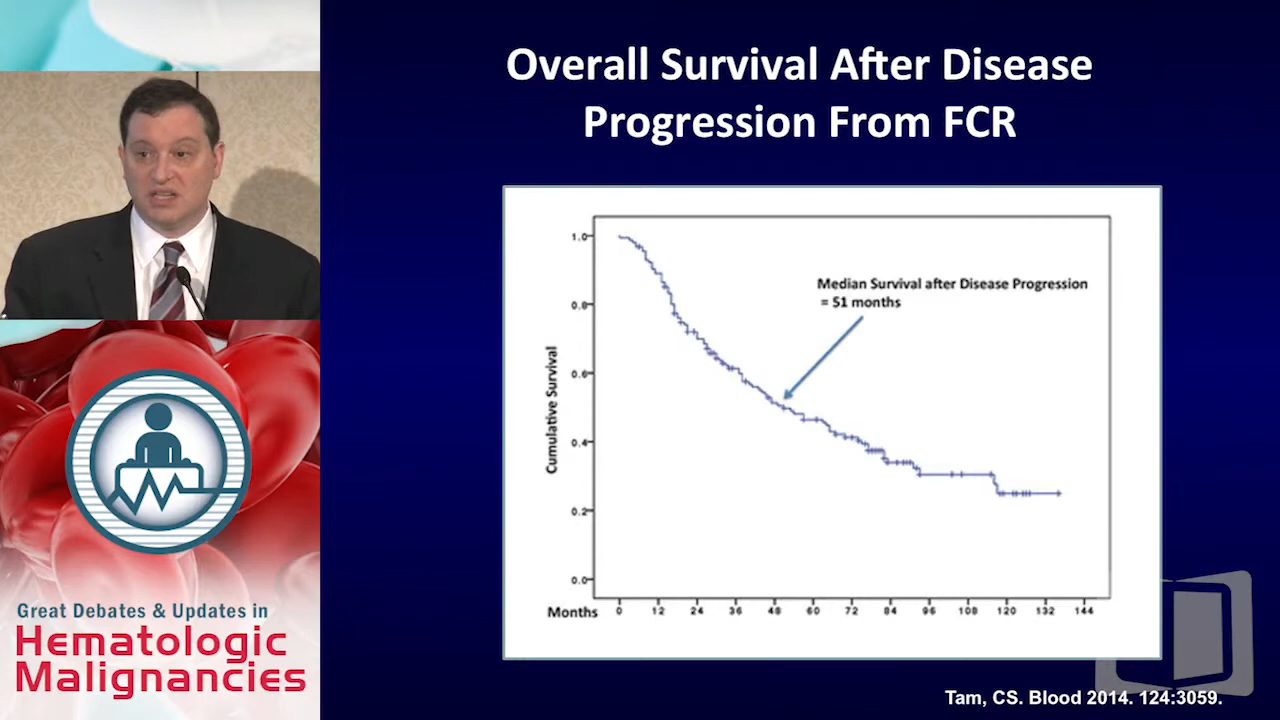 Overall Survival After Disease
Progression From FCR
Median Survival after Disease Progression
= 51 months
Cumulative Survival
1.0
0.8
0.6
0.4
0.2
0.0
Months 0 12 24 36 48 60 72 84 96 108 120 132 144
Tam, CS. Blood 2014. 124:3059.
Great Debates & Updates in
Hematologic
Malignancies